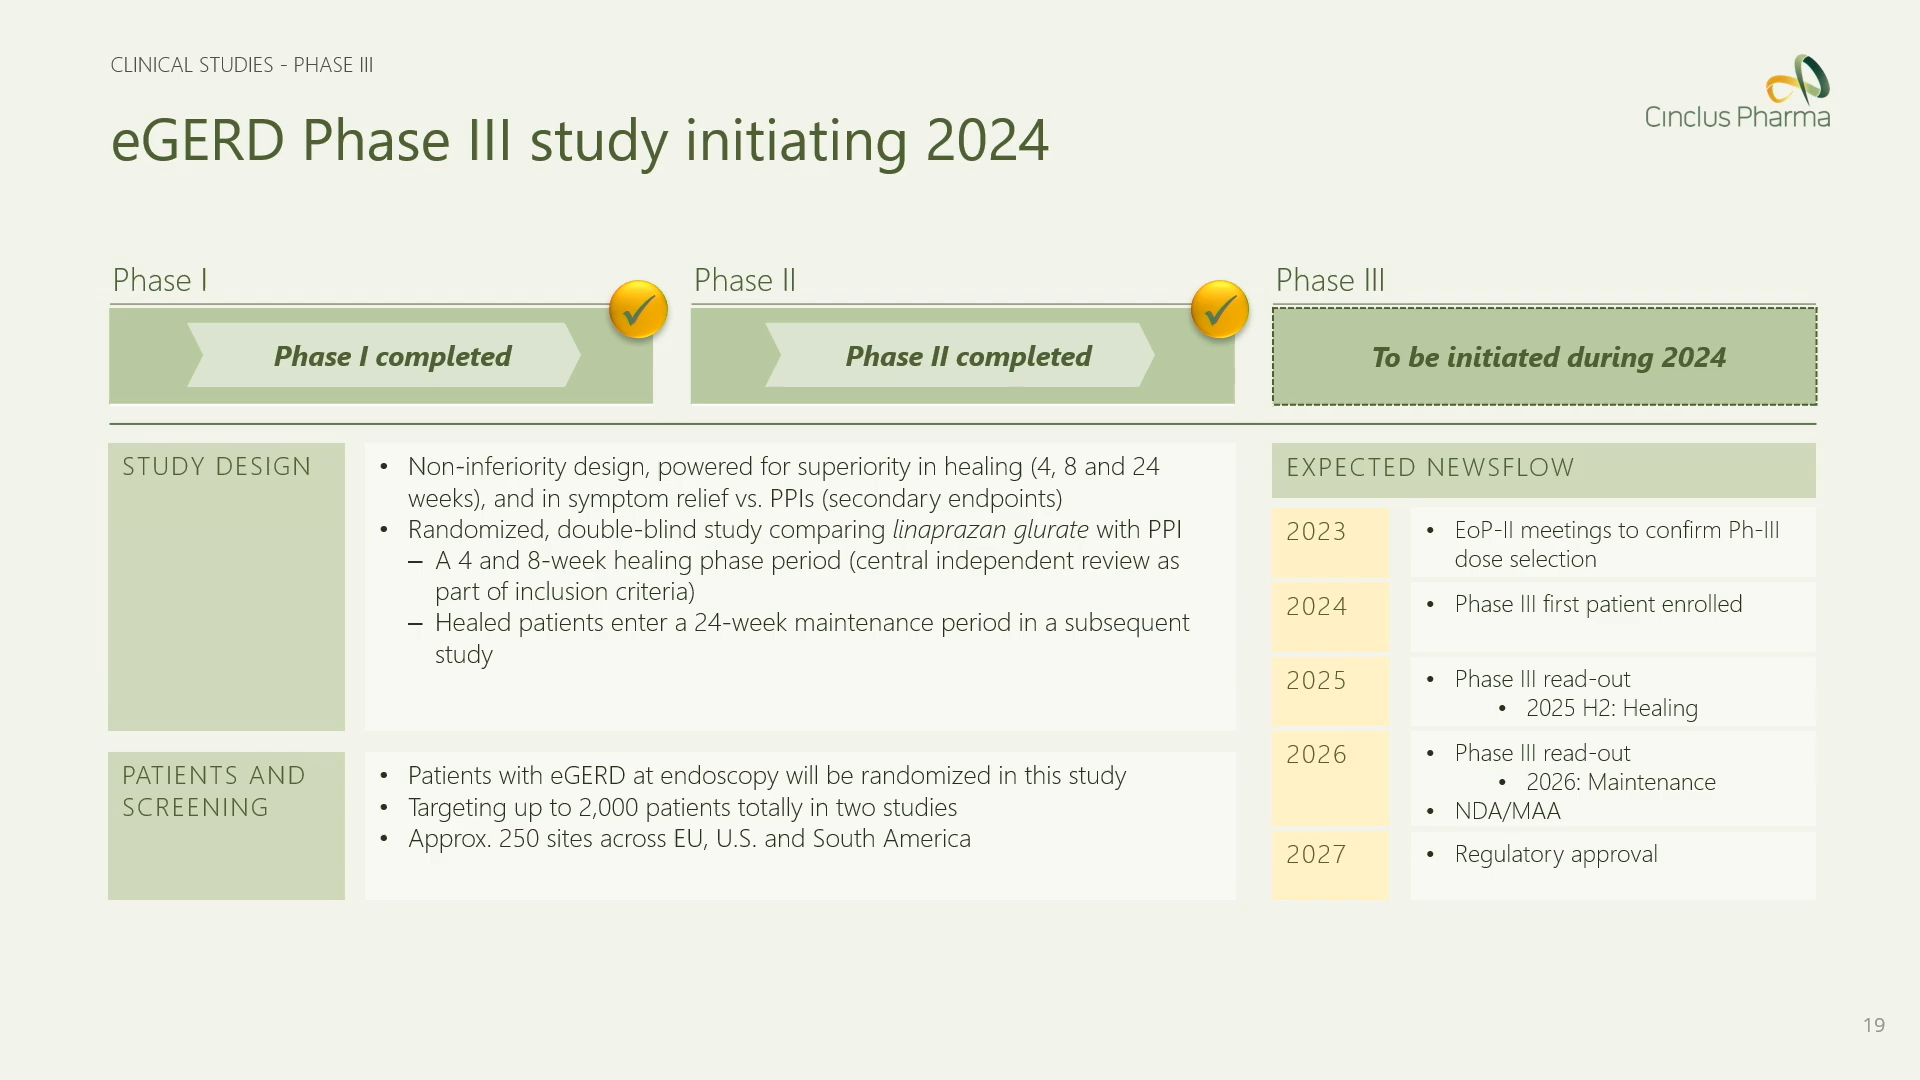 CLINICAL STUDIES - PHASE III
Cinclus Pharma
eGERD Phase III study initiating 2024
Phase I
Phase I completed
Phase II
Phase II completed
Phase III
To be initiated during 2024
STUDY DESIGN
• Non-inferiority design, powered for superiority in healing (4, 8 and 24
weeks), and in symptom relief vs. PPIs (secondary endpoints)
• Randomized, double-blind study comparing linaprazan glurate with PPI
– A 4 and 8-week healing phase period (central independent review as
part of inclusion criteria)
– Healed patients enter a 24-week maintenance period in a subsequent
study
PATIENTS AND
SCREENING
• Patients with eGERD at endoscopy will be randomized in this study
• Targeting up to 2,000 patients totally in two studies
• Approx. 250 sites across EU, U.S. and South America
EXPECTED NEWSFLOW
2023
• EoP-II meetings to confirm Ph-III
dose selection
2024
• Phase III first patient enrolled
2025
• Phase III read-out
• 2025 H2: Healing
2026
• Phase III read-out
• 2026: Maintenance
• NDA/MAA
2027
• Regulatory approval
19